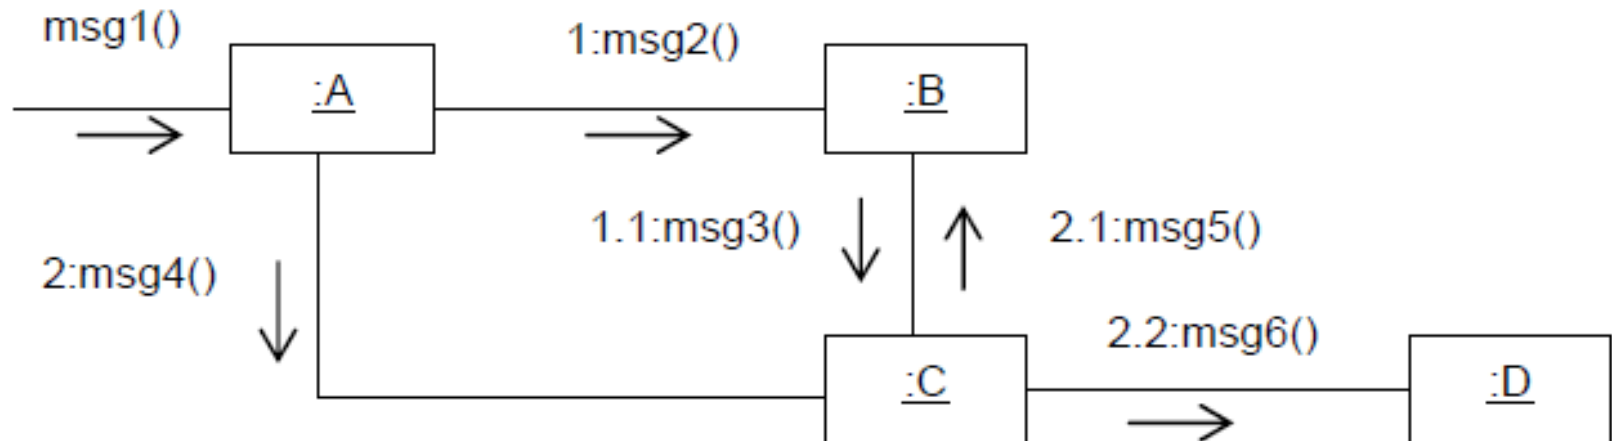 msg1()
1:msg2()
:A
:B
1.1:msg3()
2.1:msg5()
2:msg4()
2.2:msg6()
:C
:D